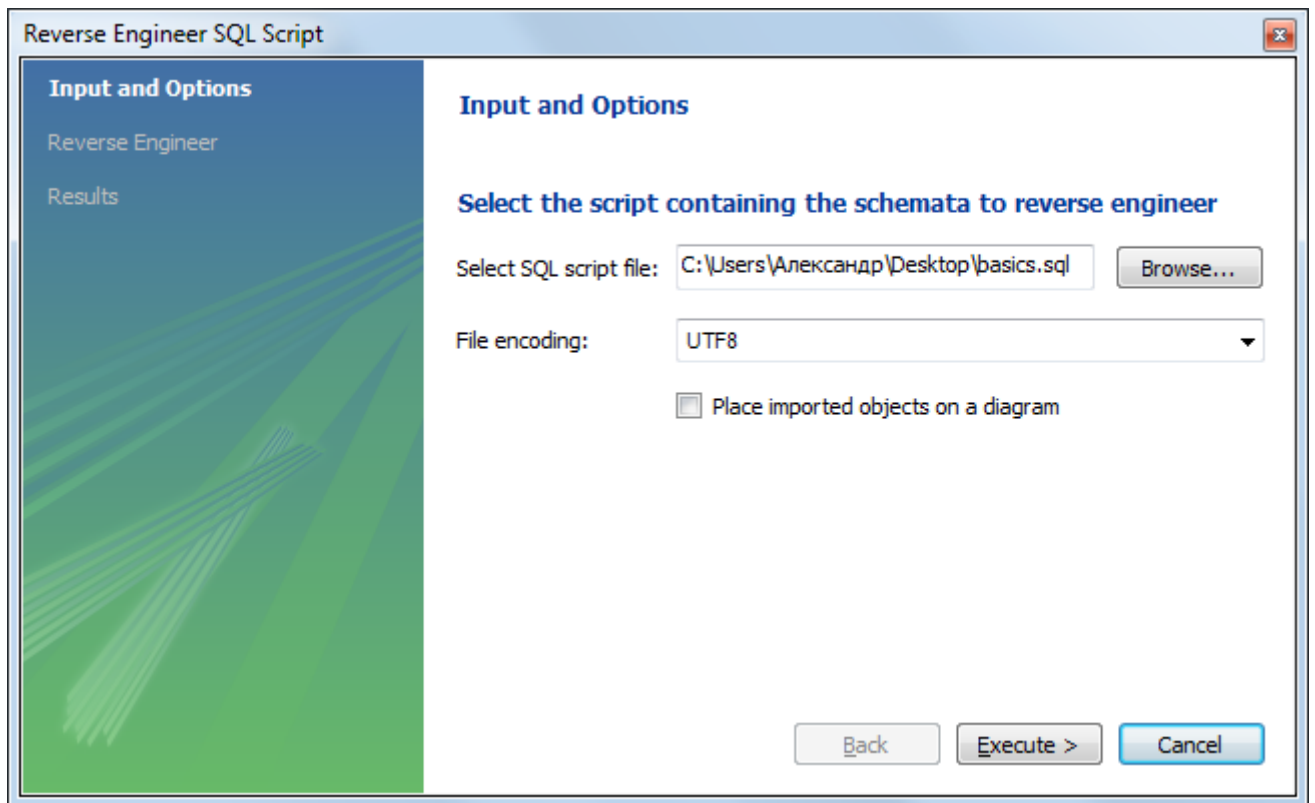 Reverse Engineer SQL Script
Input and Options
Reverse Engineer
Results
Input and Options
Select the script containing the schemata to reverse engineer
Select SQL script file: C:\Users\Александр\Desktop\basics.sql Browse...
File encoding: UTF8
Place imported objects on a diagram
Back Execute > Cancel